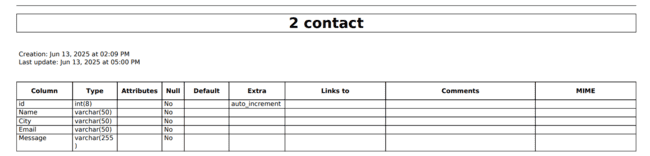 2 contact
Creation: Jun 13, 2025 at 02:09 PM
Last update: Jun 13, 2025 at 05:00 PM
Column Type Attributes Null Default Extra Links to Comments MIME
id int(8) No auto_increment
Name varchar(50) No
City varchar(50) No
Email varchar(50) No
Message varchar(255 No
)